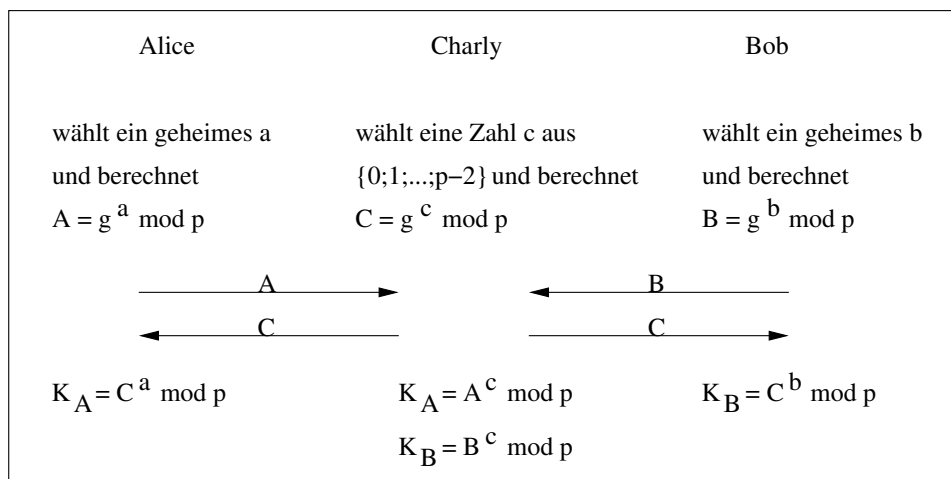 Alice Charly Bob
wählt ein geheimes a wählt eine Zahl c aus wählt ein geheimes b
und berechnet {0;1;...;p−2} und berechnet und berechnet
A = g^a mod p C = g^c mod p B = g^b mod p
A B
C C
K_A = C^a mod p K_A = A^c mod p K_B = C^b mod p
K_B = B^c mod p